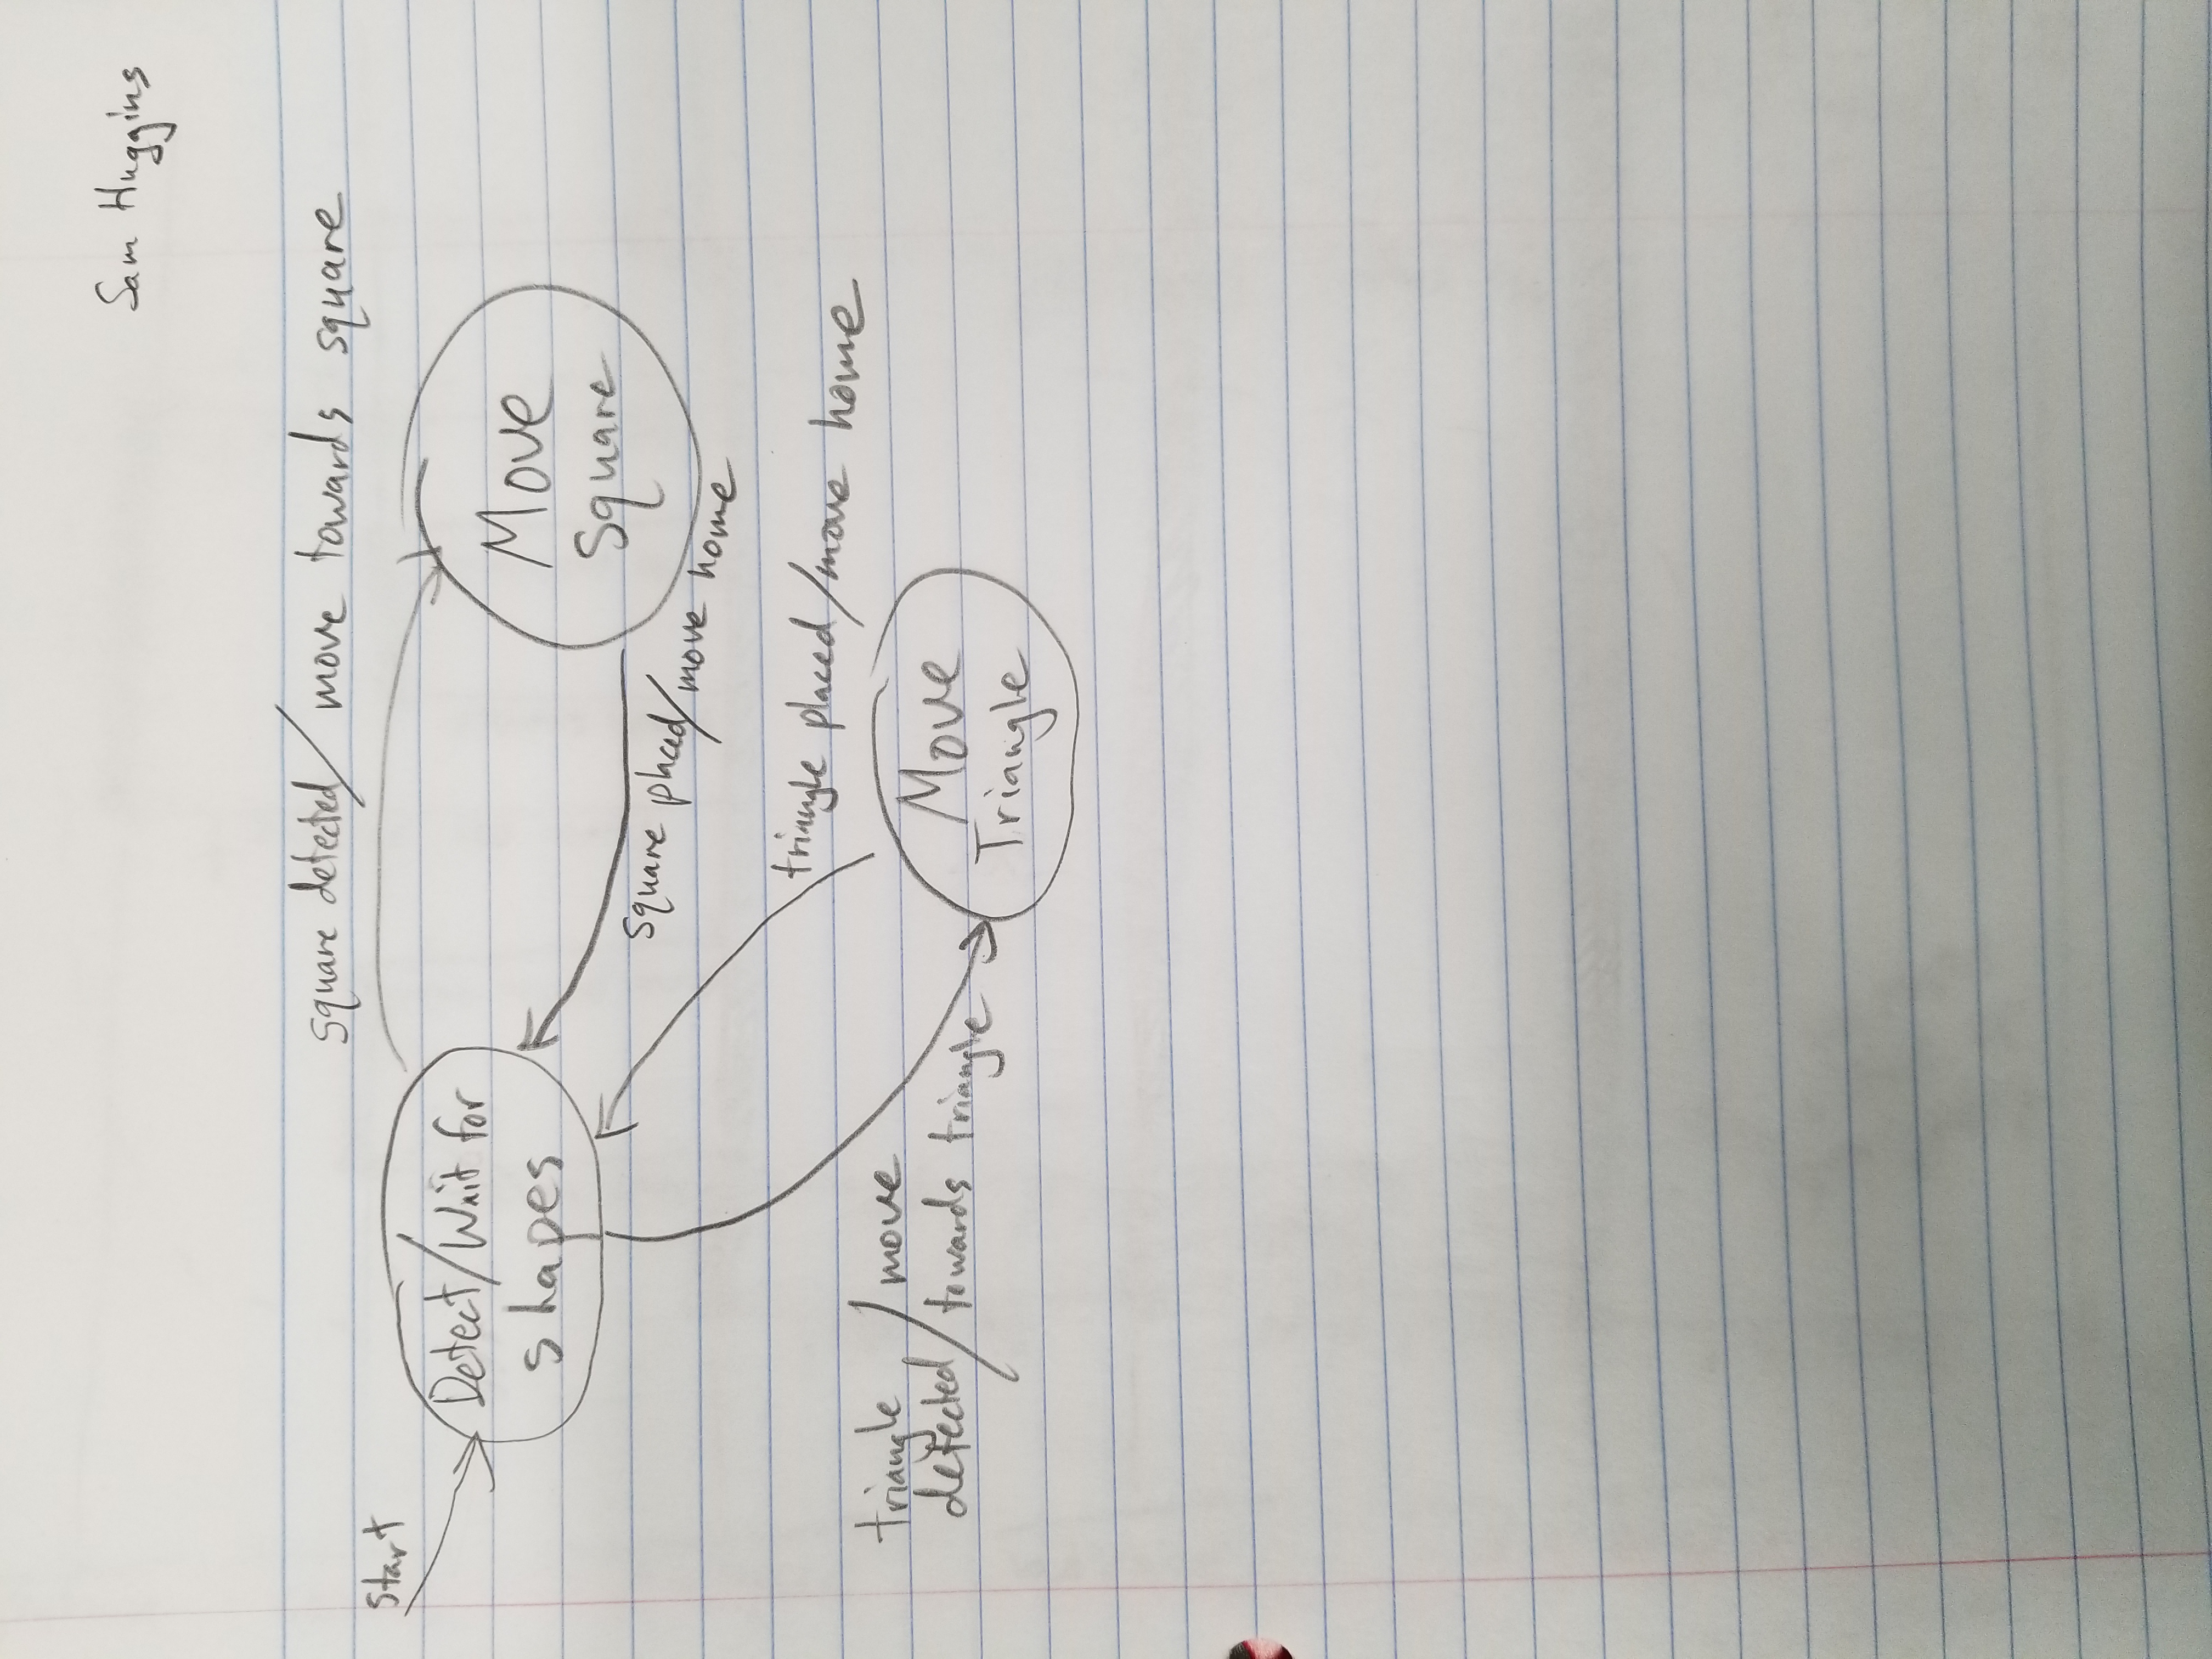 Sam Huggins
square detected / move towards square
start
Detect/Wait for
shapes
Move
Square
square placed/move home
triangle placed/move home
triangle / move
detected / towards triangle
Move
Triangle